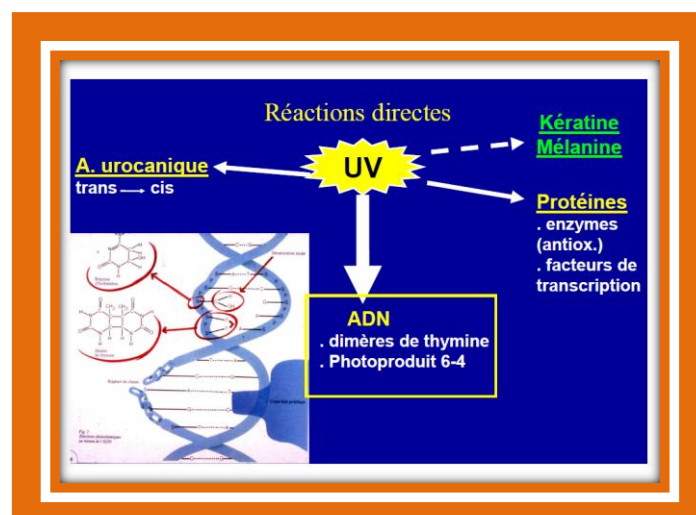 Réactions directes
UV
Kératine
Mélanine
A. urocanique
trans → cis
Protéines
. enzymes
(antiox.)
. facteurs de
transcription
ADN
. dimères de thymine
. Photoproduit 6-4